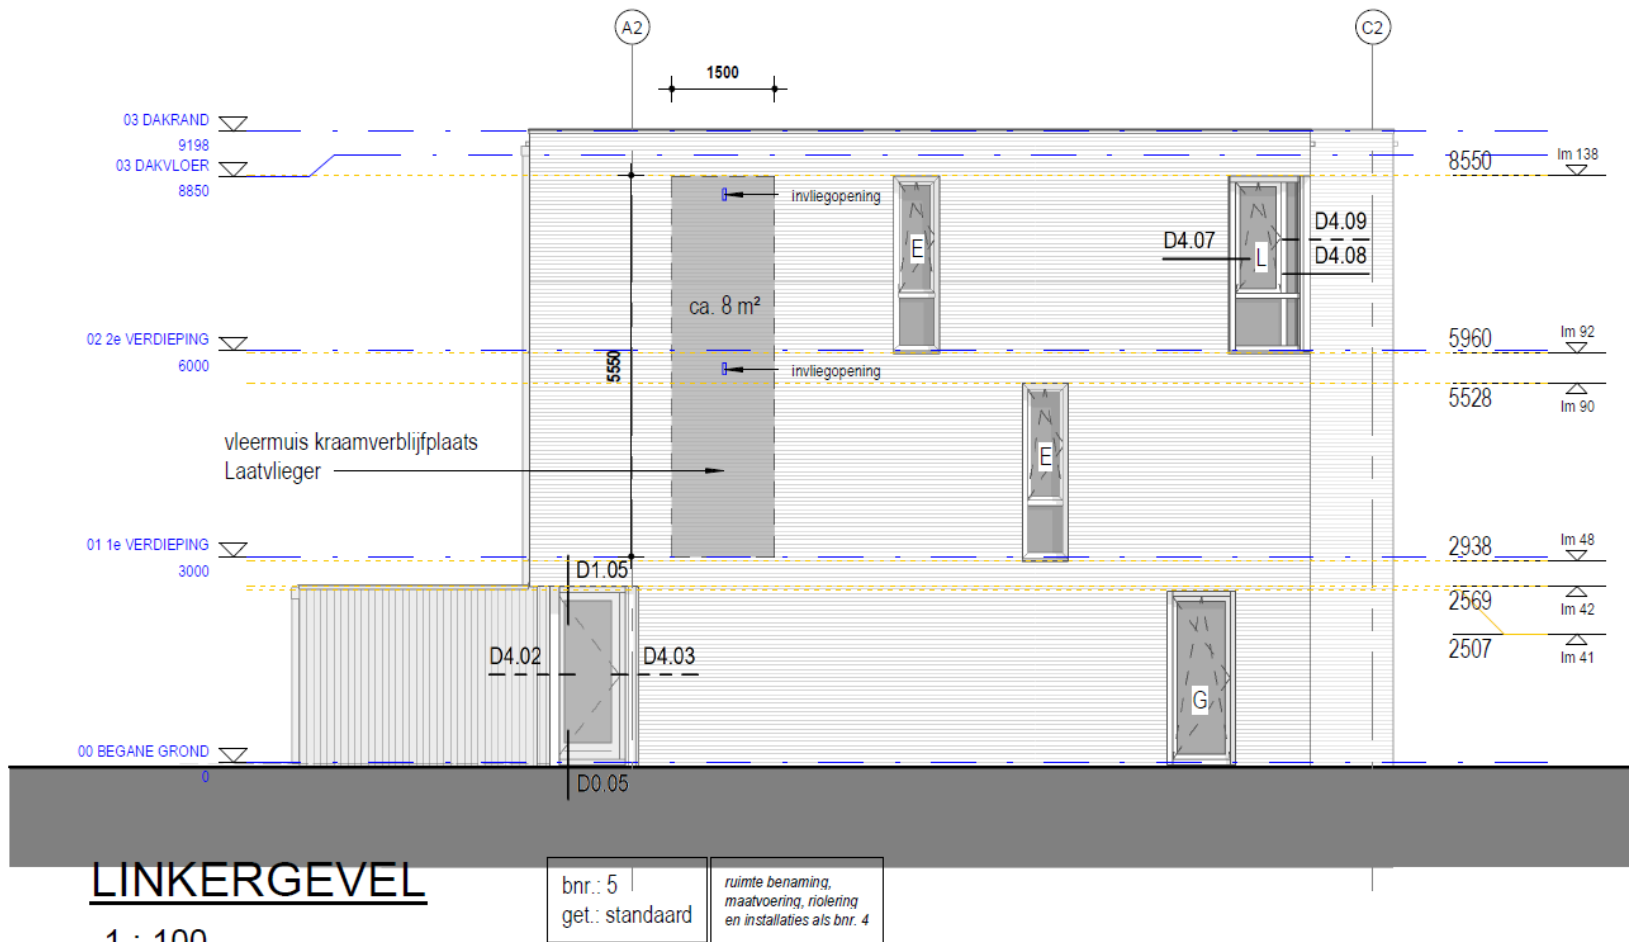 A2
C2
1500
03 DAKRAND
9198
03 DAKVLOER
8850
8550
lm 138
invliegopening
E
D4.07
L
D4.09
D4.08
ca. 8 m²
02 2e VERDIEPING
6000
5550
5960
lm 92
invliegopening
5528
lm 90
vleermuis kraamverblijfplaats
Laatvlieger
E
01 1e VERDIEPING
3000
2938
lm 48
D1.05
2569
lm 42
2507
lm 41
D4.02
D4.03
G
00 BEGANE GROND
0
D0.05
LINKERGEVEL
1 : 100
bnr.: 5
get.: standaard
ruimte benaming,
maatvoering, riolering
en installaties als bnr. 4